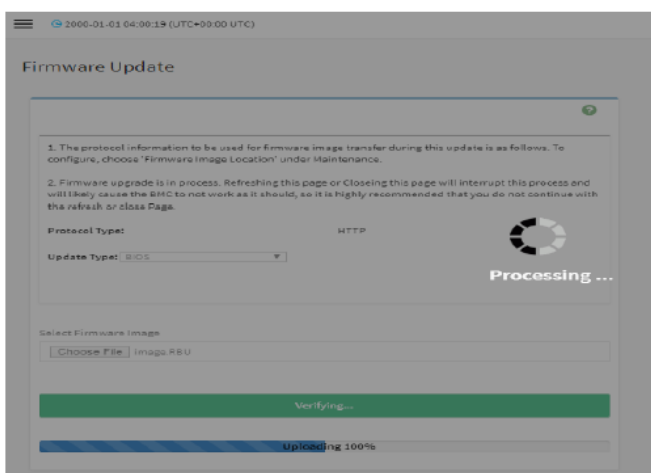 2000-01-01 04:00:19 (UTC+00:00 UTC)
Firmware Update
1. The protocol information to be used for firmware image transfer during this update is as follows. To
configure, choose 'Firmware Image Location' under Maintenance.
2. Firmware upgrade is in process. Refreshing this page or Closeing this page will interrupt this process and
will likely cause the BMC to not work as it should, so it is highly recommended that you do not continue with
the refresh or close Page.
Protocol Type: HTTP
Update Type: BIOS
Processing ...
Select Firmware Image
Choose File image.RBU
Verifying...
Uploading 100%